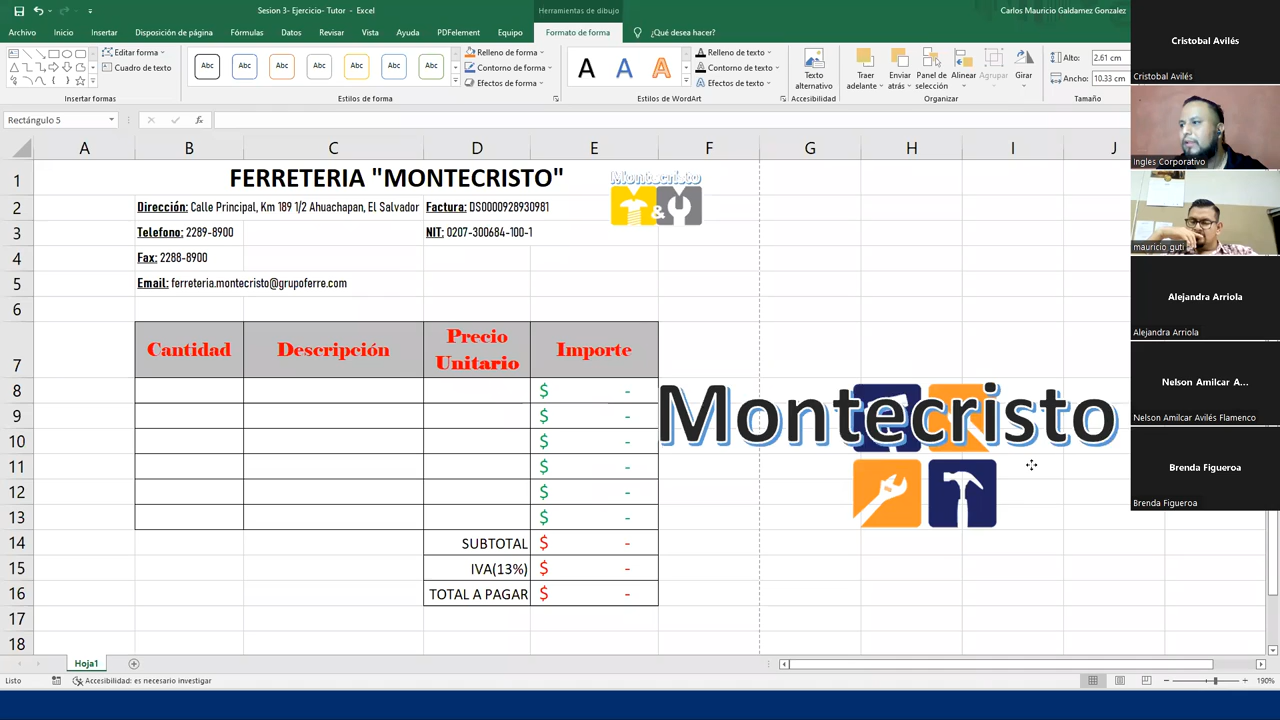 Sesion 3- Ejercicio- Tutor - Excel
Herramientas de dibujo
Carlos Mauricio Galdamez Gonzalez
Archivo Inicio Insertar Disposición de página Fórmulas Datos Revisar Vista Ayuda PDFelement Equipo Formato de forma ¿Qué desea hacer?
Editar forma
Cuadro de texto
Insertar formas
Abc Abc Abc Abc Abc Abc Abc
Relleno de forma
Contorno de forma
Efectos de forma
Estilos de forma
A A A
Relleno de texto
Contorno de texto
Efectos de texto
Estilos de WordArt
Texto alternativo
Accesibilidad
Traer adelante
Enviar atrás
Panel de selección
Alinear
Agrupar
Girar
Organizar
Alto: 2.61 cm
Ancho: 10.33 cm
Tamaño
Rectángulo 5
fx
A B C D E F G H I J
1 2 3 4 5 6 7 8 9 10 11 12 13 14 15 16 17 18
FERRETERIA "MONTECRISTO"
Montecristo
&
Dirección: Calle Principal, Km 189 1/2 Ahuachapan, El Salvador
Factura: DS0000928930981
Telefono: 2289-8900
NIT: 0207-300684-100-1
Fax: 2288-8900
Email: ferreteria.montecristo@grupoferre.com
Cantidad Descripción Precio Unitario Importe
$ -
$ -
$ -
$ -
$ -
$ -
SUBTOTAL $ -
IVA(13%) $ -
TOTAL A PAGAR $ -
Montecristo
Cristobal Avilés
Cristobal Avilés
Ingles Corporativo
mauricio guti
Alejandra Arriola
Alejandra Arriola
Nelson Amilcar A...
Nelson Amilcar Avilés Flamenco
Brenda Figueroa
Brenda Figueroa
Hoja1
Listo
Accesibilidad: es necesario investigar
190%